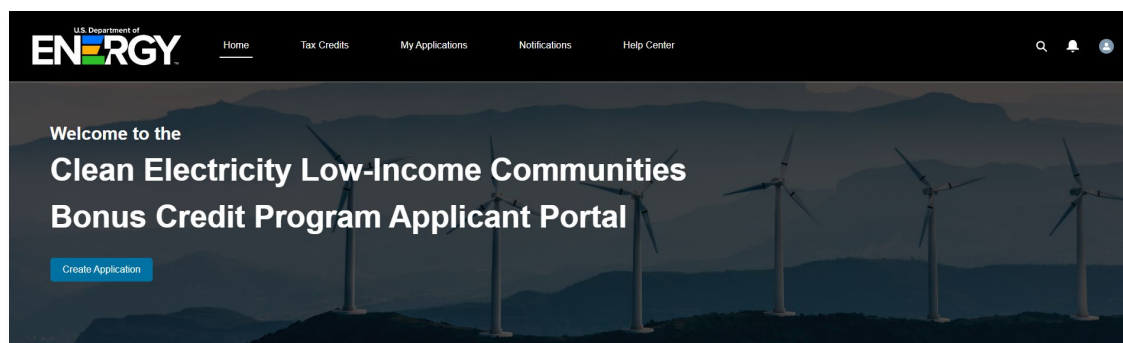 U.S. Department of
ENERGY
Home
Tax Credits
My Applications
Notifications
Help Center
Welcome to the
Clean Electricity Low-Income Communities
Bonus Credit Program Applicant Portal
Create Application